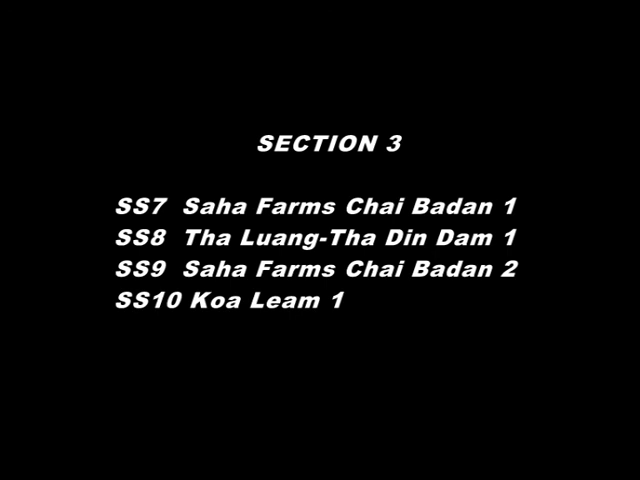 SECTION 3
SS7 Saha Farms Chai Badan 1
SS8 Tha Luang-Tha Din Dam 1
SS9 Saha Farms Chai Badan 2
SS10 Koa Leam 1